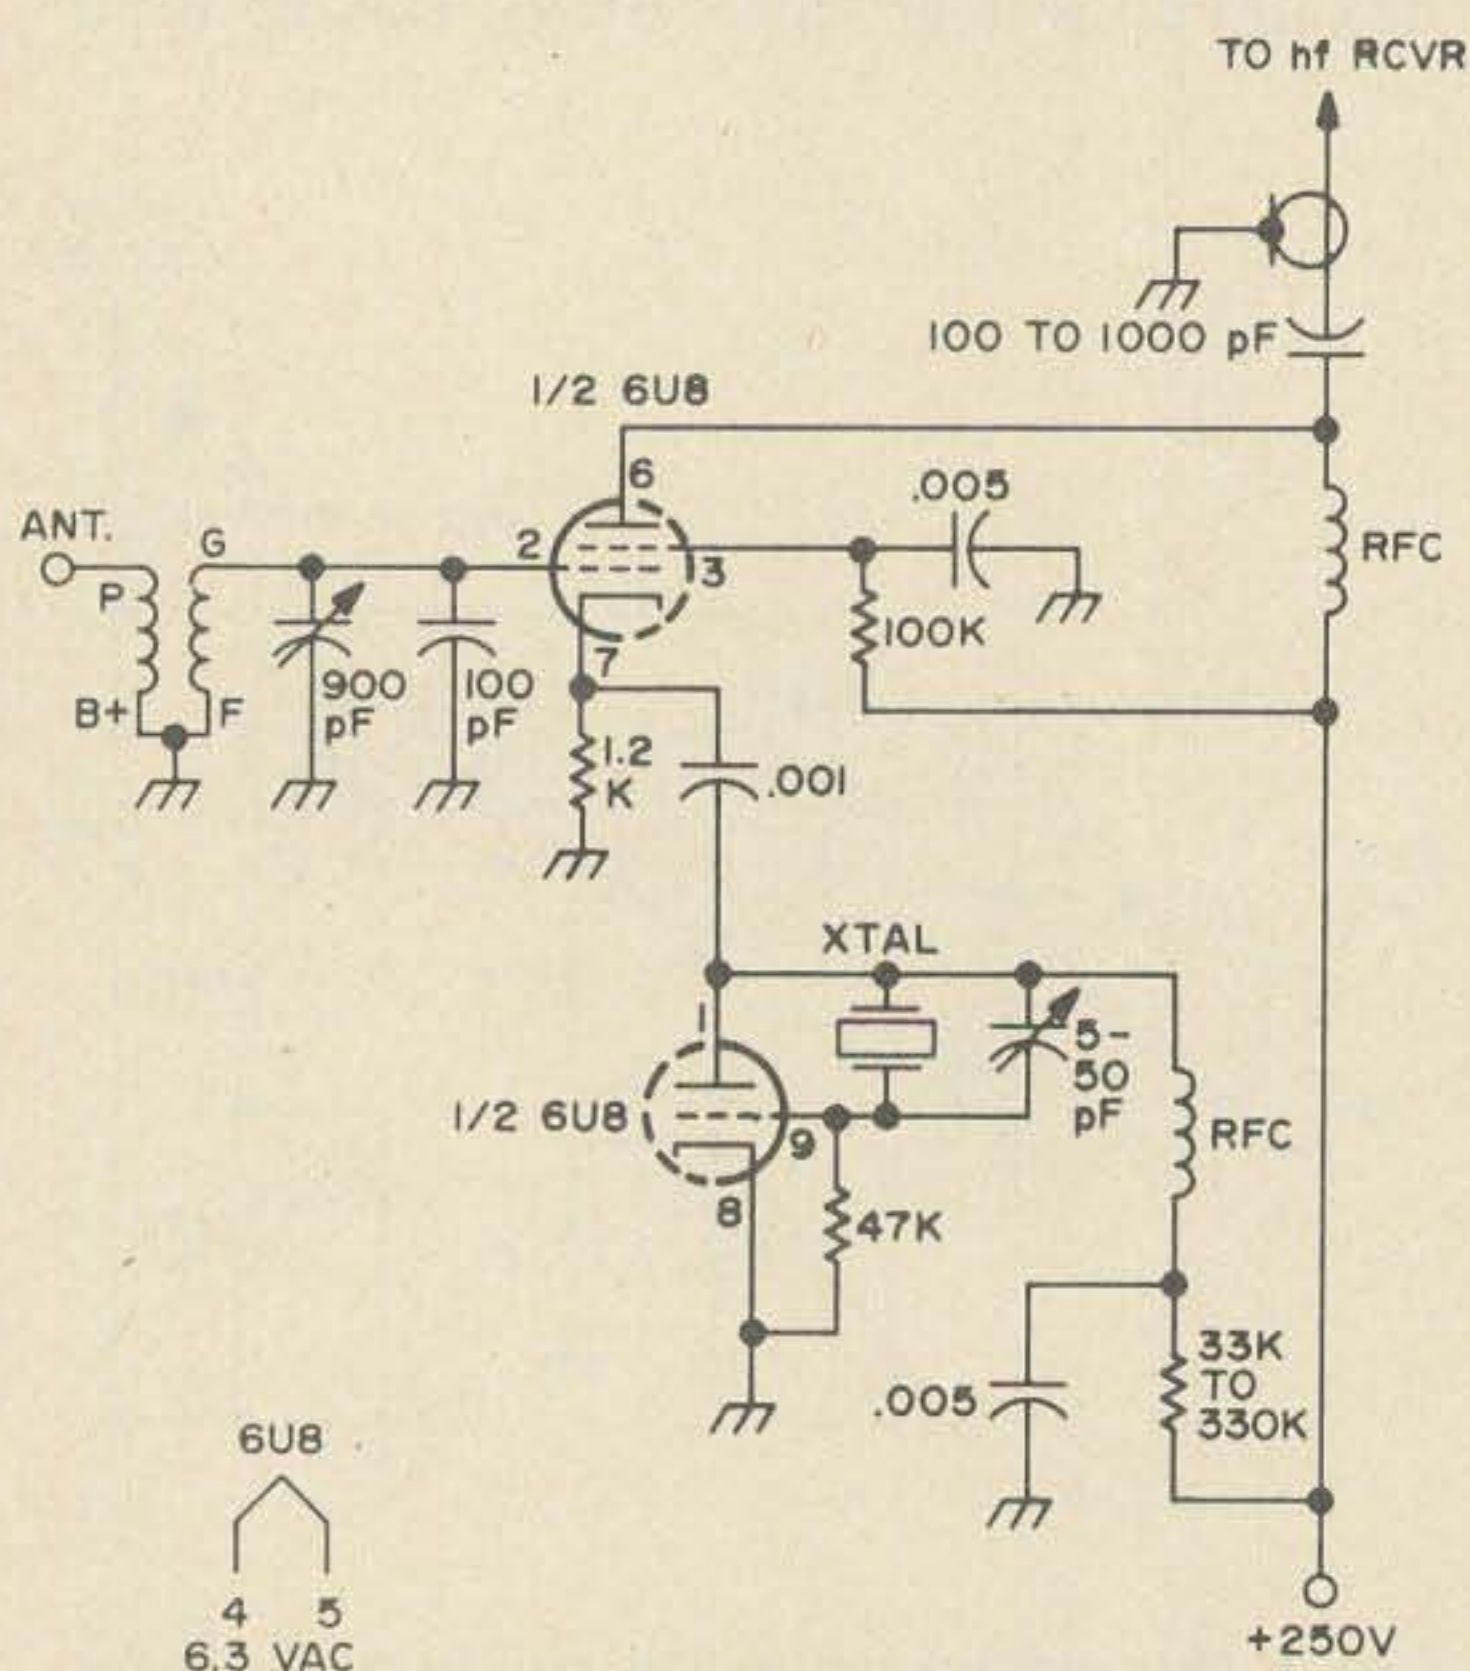 TO hf RCVR
100 TO 1000 pF
1/2 6U8
6
.005
ANT.
G
2
3
RFC
P
100K
7
B+
F
900
pF
100
pF
1.2
K
.001
XTAL
1
5-
50
pF
1/2 6U8
9
RFC
8
47K
33K
TO
330K
.005
6U8
4
5
6.3 VAC
+250V